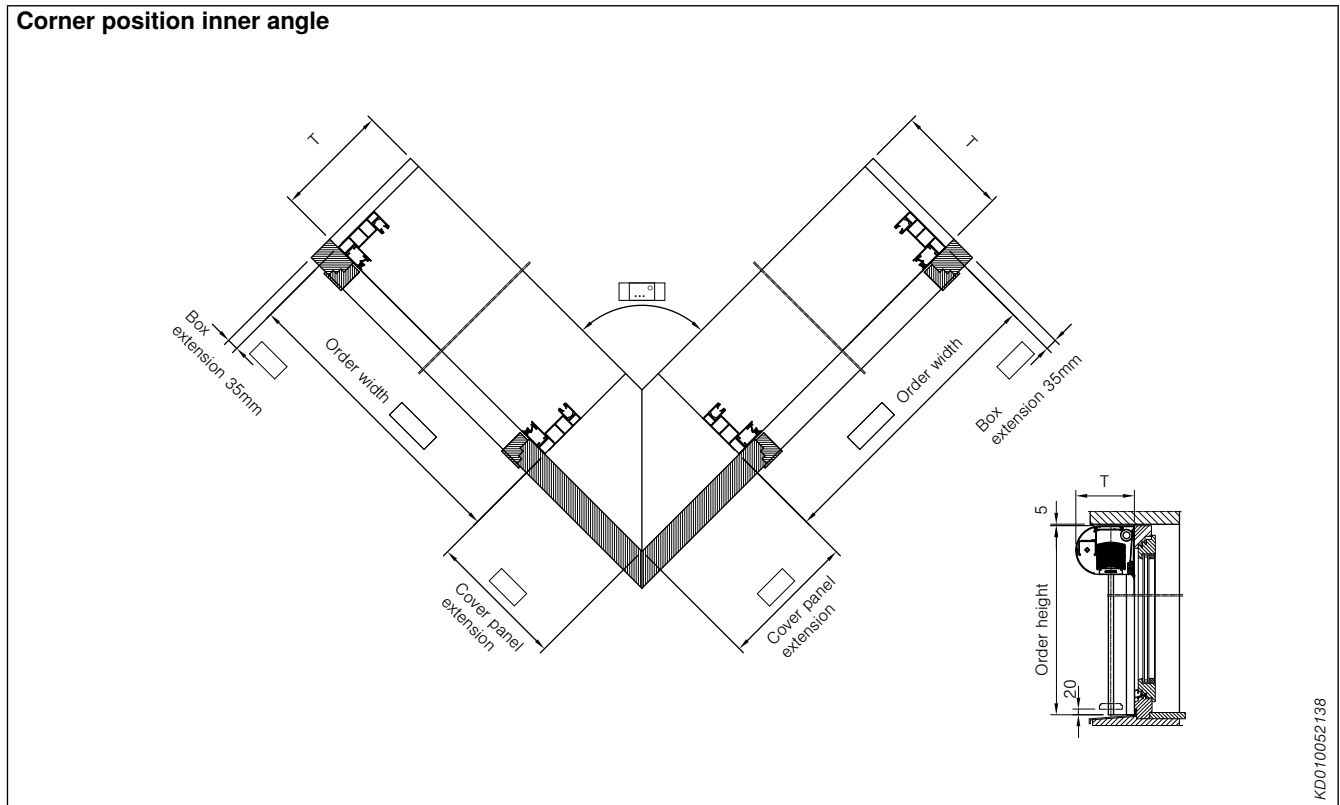 Corner position inner angle
T
T
Box
extension 35mm
Order width
Order width
Box
extension 35mm
Cover panel
extension
Cover panel
extension
T
5
Order height
20
KD010052138